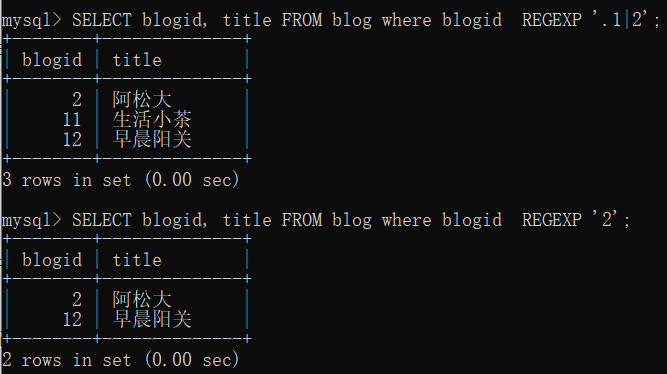 mysql> SELECT blogid, title FROM blog where blogid  REGEXP '.1|2';
+--------+--------------+
| blogid | title        |
+--------+--------------+
|      2 | 阿松大       |
|     11 | 生活小茶     |
|     12 | 早晨阳关     |
+--------+--------------+
3 rows in set (0.00 sec)
mysql> SELECT blogid, title FROM blog where blogid  REGEXP '2';
+--------+--------------+
| blogid | title        |
+--------+--------------+
|      2 | 阿松大       |
|     12 | 早晨阳关     |
+--------+--------------+
2 rows in set (0.00 sec)